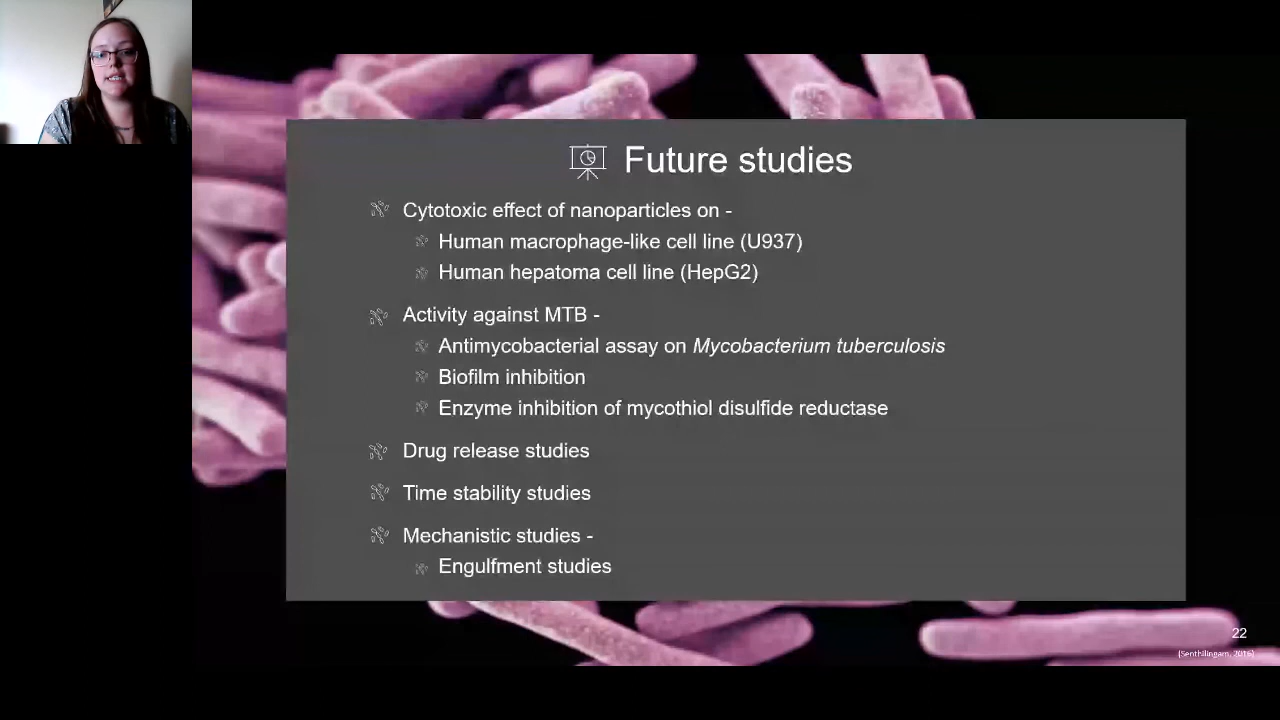 Future studies
Cytotoxic effect of nanoparticles on -
Human macrophage-like cell line (U937)
Human hepatoma cell line (HepG2)
Activity against MTB -
Antimycobacterial assay on Mycobacterium tuberculosis
Biofilm inhibition
Enzyme inhibition of mycothiol disulfide reductase
Drug release studies
Time stability studies
Mechanistic studies -
Engulfment studies
22
(Senthilingam, 2016)